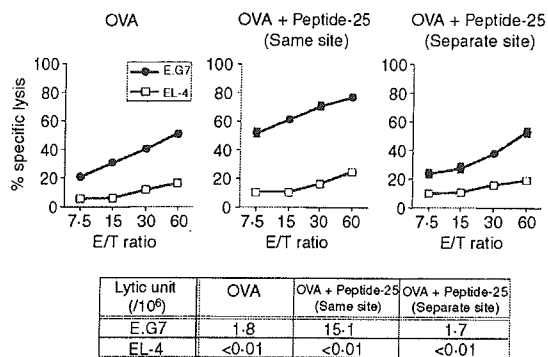 OVA
OVA + Peptide-25
(Same site)
OVA + Peptide-25
(Separate site)
% specific lysis
100
80
60
40
20
0
E.G7
EL-4
7·5 15 30 60
E/T ratio
100
80
60
40
20
0
7·5 15 30 60
E/T ratio
100
80
60
40
20
0
7·5 15 30 60
E/T ratio
Lytic unit (/10⁶) OVA OVA + Peptide-25 (Same site) OVA + Peptide-25 (Separate site)
E.G7 1·8 15·1 1·7
EL-4 <0·01 <0·01 <0·01